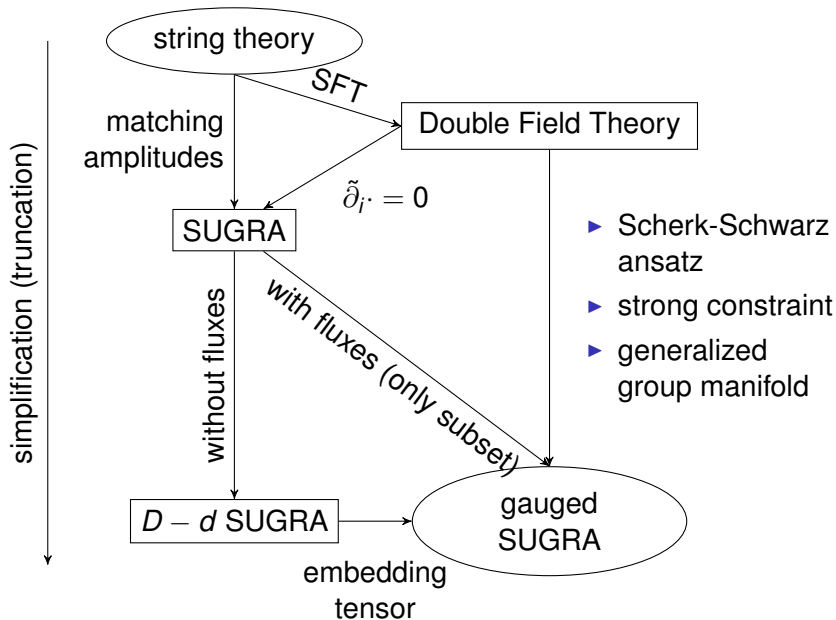 string theory
SFT
matching
amplitudes
Double Field Theory
∂̃ᵢ· = 0
SUGRA
simplification (truncation)
without fluxes
with fluxes (only subset)
► Scherk-Schwarz
ansatz
► strong constraint
► generalized
group manifold
D − d SUGRA
gauged
SUGRA
embedding
tensor